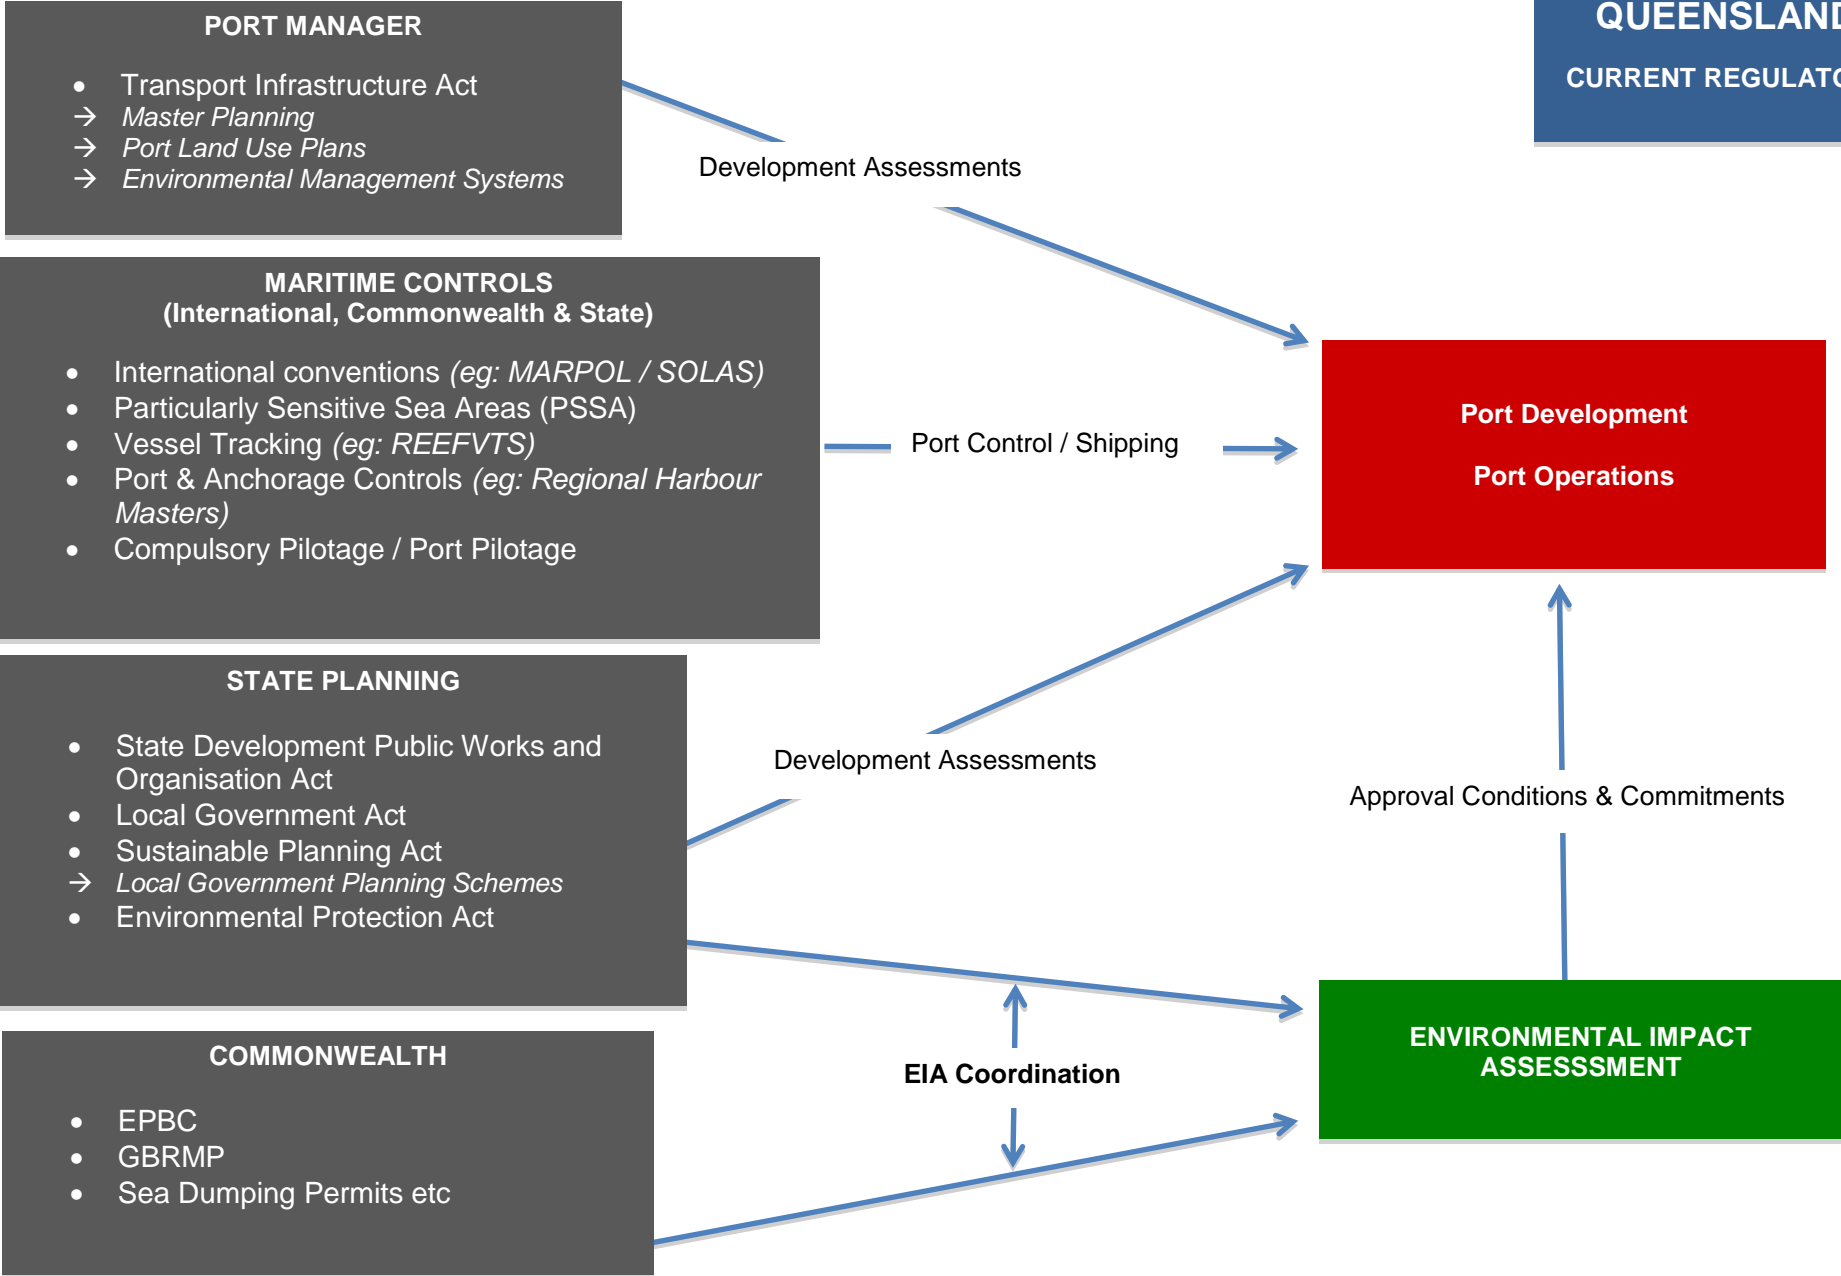 PORT MANAGER
• Transport Infrastructure Act
→ Master Planning
→ Port Land Use Plans
→ Environmental Management Systems
QUEENSLAND
CURRENT
Development Assessments
MARITIME CONTROLS
(International, Commonwealth & State)
• International conventions (eg: MARPOL / SOLAS)
• Particularly Sensitive Sea Areas (PSSA)
• Vessel Tracking (eg: REEFVTS)
• Port & Anchorage Controls (eg: Regional Harbour
Masters)
• Compulsory Pilotage / Port Pilotage
Port Control / Shipping
Port Development
Port Operations
STATE PLANNING
• State Development Public Works and
Organisation Act
• Local Government Act
• Sustainable Planning Act
→ Local Government Planning Schemes
• Environmental Protection Act
Development Assessments
Approval Conditions & Commitments
COMMONWEALTH
• EPBC
• GBRMP
• Sea Dumping Permits etc
EIA Coordination
ENVIRONMENTAL IMPACT
ASSESSSMENT